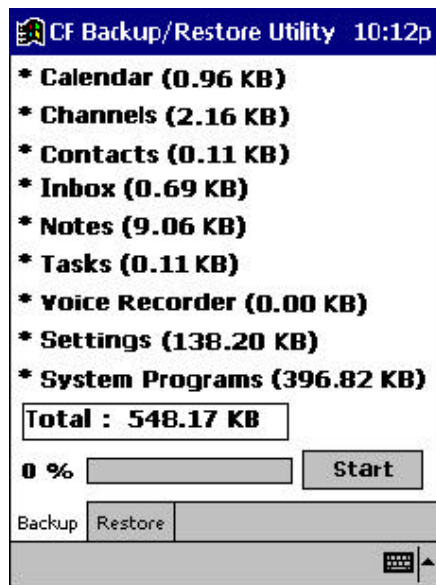 CF Backup/Restore Utility 10:12p
* Calendar (0.96 KB)
* Channels (2.16 KB)
* Contacts (0.11 KB)
* Inbox (0.69 KB)
* Notes (9.06 KB)
* Tasks (0.11 KB)
* Voice Recorder (0.00 KB)
* Settings (138.20 KB)
* System Programs (396.82 KB)
Total : 548.17 KB
0 % Start
Backup Restore